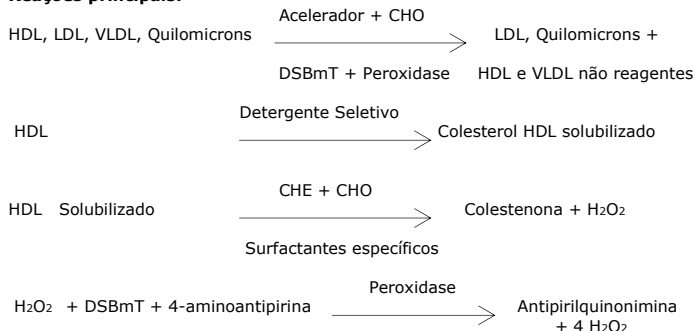 Reações principais:
Acelerador + CHO
HDL, LDL, VLDL, Quilomicrons
LDL, Quilomicrons +
DSBmT + Peroxidase
HDL e VLDL não reagentes
Detergente Seletivo
HDL
Colesterol HDL solubilizado
CHE + CHO
HDL Solubilizado
Colestenona + H₂O₂
Surfactantes específicos
Peroxidase
H₂O₂ + DSBmT + 4-aminoantipirina
Antipirilquinonimina
+ 4 H₂O₂